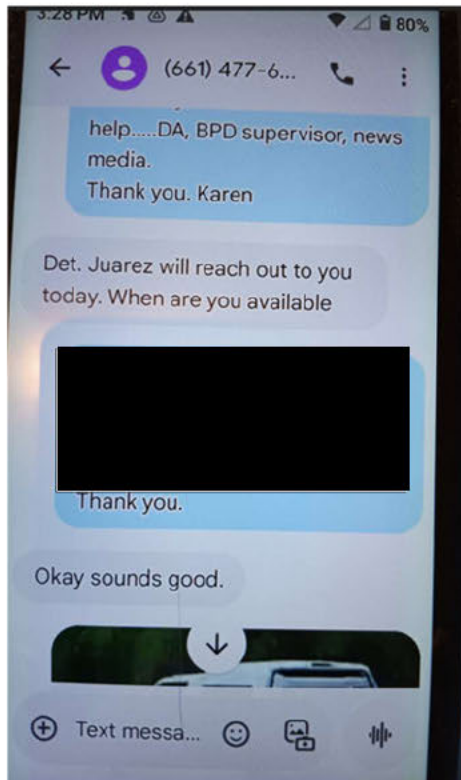 3:28 PM
80%
(661) 477-6...
help.....DA, BPD supervisor, news
media.
Thank you. Karen
Det. Juarez will reach out to you
today. When are you available
Thank you.
Okay sounds good.
Text messa...